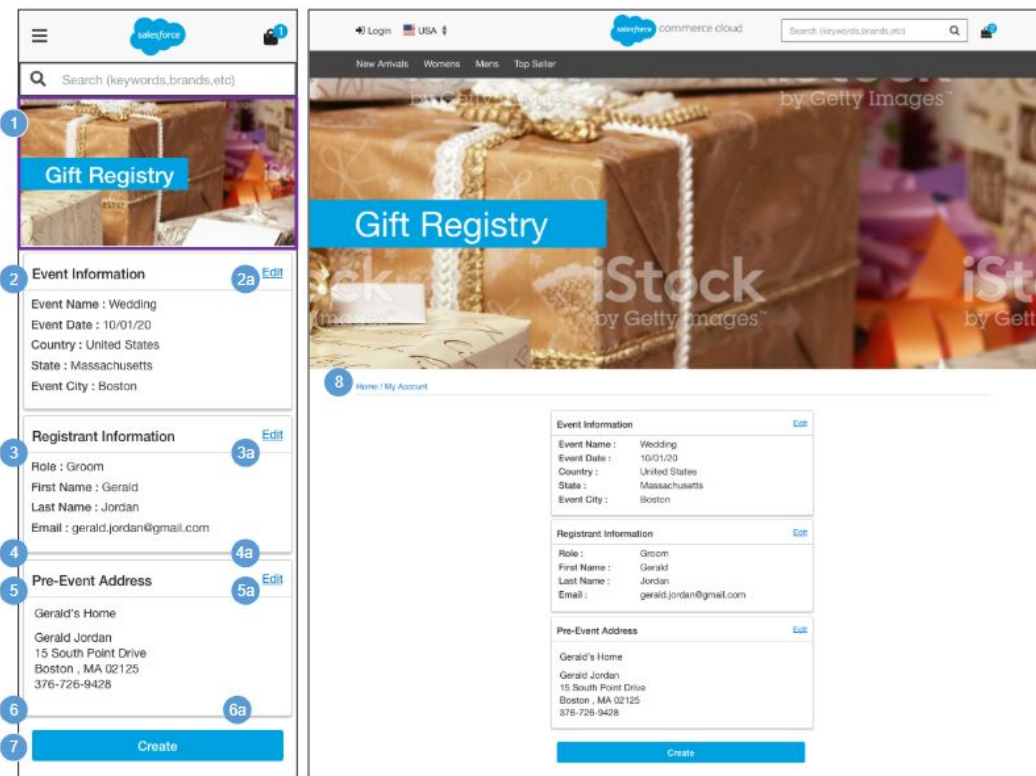 salesforce
1
Search (keywords,brands,etc)
1
Gift Registry
2
Event Information
2a
Edit
Event Name : Wedding
Event Date : 10/01/20
Country : United States
State : Massachusetts
Event City : Boston
3
Registrant Information
3a
Edit
Role : Groom
First Name : Gerald
Last Name : Jordan
Email : gerald.jordan@gmail.com
4
4a
5
Pre-Event Address
5a
Edit
Gerald's Home
Gerald Jordan
15 South Point Drive
Boston , MA 02125
376-726-9428
6
6a
7
Create
Login
USA
salesforce commerce cloud
Search (keywords,brands,etc)
New Arrivals Womens Mens Top Seller
iStock
by Getty Images™
Gift Registry
iStock
by Getty Images™
8
Home / My Account
Event Information Edit
Event Name : Wedding
Event Date : 10/01/20
Country : United States
State : Massachusetts
Event City : Boston
Registrant Information Edit
Role : Groom
First Name : Gerald
Last Name : Jordan
Email : gerald.jordan@gmail.com
Pre-Event Address Edit
Gerald's Home
Gerald Jordan
15 South Point Drive
Boston , MA 02125
376-726-9428
Create